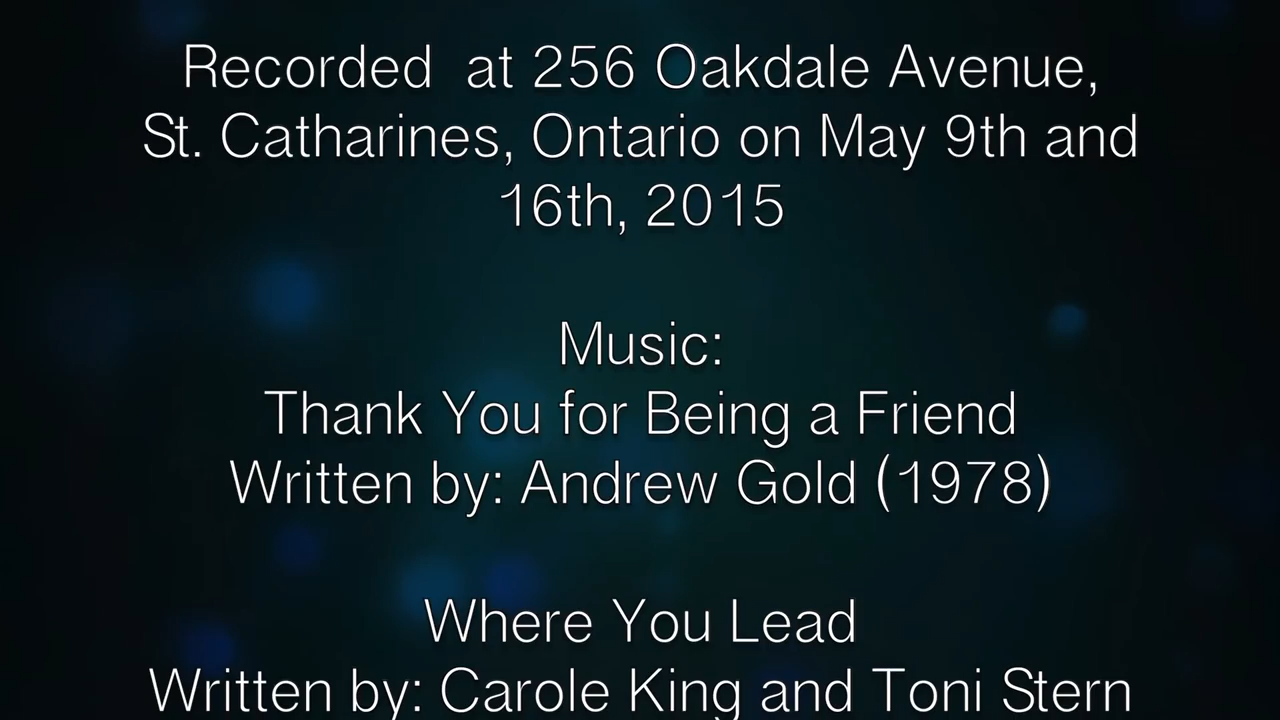 Recorded  at 256 Oakdale Avenue,
St. Catharines, Ontario on May 9th and
16th, 2015
Music:
Thank You for Being a Friend
Written by: Andrew Gold (1978)
Where You Lead
Written by: Carole King and Toni Stern